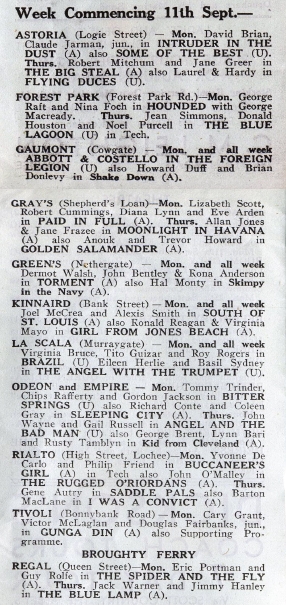 Week Commencing 11th Sept.—
ASTORIA (Logie Street) — Mon. David Brian,
Claude Jarman, jun., in INTRUDER IN THE
DUST (A) also SOME OF THE BEST (U).
Thurs. Robert Mitchum and Jane Greer in
THE BIG STEAL (A) also Laurel & Hardy in
FLYING DUCES (U).
FOREST PARK (Forest Park Rd.)—Mon. George
Raft and Nina Foch in HOUNDED with George
Macready. Thurs. Jean Simmons, Donald
Houston and Noel Purcell in THE BLUE
LAGOON (U) in Tech.
GAUMONT (Cowgate) — Mon. and all week
ABBOTT & COSTELLO IN THE FOREIGN
LEGION (U) also Howard Duff and Brian
Donlevy in Shake Down (A).
GRAY'S (Shepherd's Loan)—Mon. Lizabeth Scott,
Robert Cummings, Diana Lynn and Eve Arden
in PAID IN FULL (A). Thurs. Allan Jones
& Jane Frazee in MOONLIGHT IN HAVANA
(A) also Anouk and Trevor Howard in
GOLDEN SALAMANDER (A).
GREEN'S (Nethergate) — Mon. and all week
Dermot Walsh, John Bentley & Kona Anderson
in TORMENT (A) also Hal Monty in Skimpy
in the Navy (A).
KINNAIRD (Bank Street) — Mon. and all week
Joel McCrea and Alexis Smith in SOUTH OF
ST. LOUIS (A) also Ronald Reagan & Virginia
Mayo in GIRL FROM JONES BEACH (A).
LA SCALA (Murraygate) — Mon. and all week
Virginia Bruce, Tito Guizar and Roy Rogers in
BRAZIL (U) Eileen Herlie and Basil Sydney
in THE ANGEL WITH THE TRUMPET (U).
ODEON and EMPIRE — Mon. Tommy Trinder,
Chips Rafferty and Gordon Jackson in BITTER
SPRINGS (U) also Richard Conte and Coleen
Gray in SLEEPING CITY (A). Thurs. John
Wayne and Gail Russell in ANGEL AND THE
BAD MAN (U) also George Brent, Lynn Bari
and Rusty Tamblyn in Kid from Cleveland (A).
RIALTO (High Street, Lochee)—Mon. Yvonne De
Carlo and Philip Friend in BUCCANEER'S
GIRL (A) in Tech also John O'Malley in
THE RUGGED O'RIORDANS (A). Thurs.
Gene Autry in SADDLE PALS also Barton
MacLane in I WAS A CONVICT (A).
TIVOLI (Bonnybank Road) — Mon. Cary Grant,
Victor McLaglan and Douglas Fairbanks, jun.,
in GUNGA DIN (A) also Supporting Pro-
gramme.
BROUGHTY FERRY
REGAL (Queen Street)—Mon. Eric Portman and
Guy Rolfe in THE SPIDER AND THE FLY
(A). Thurs. Jack Warner and Jimmy Hanley
in THE BLUE LAMP (A).